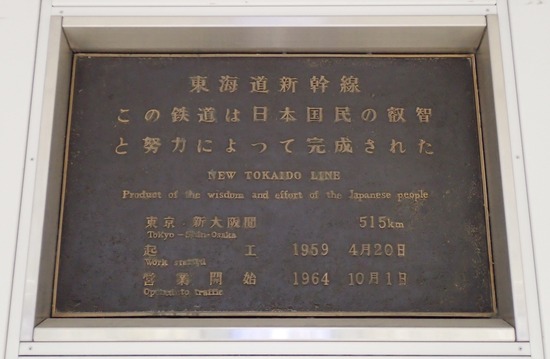 東海道新幹線
この鉄道は日本国民の叡智
と努力によって完成された
NEW TOKAIDO LINE
Product of the wisdom and effort of the Japanese people
東京 - 新大阪間 515km
Tokyo - Shin-Osaka
起工 1959 4月20日
Work started
営業開始 1964 10月1日
Opened to traffic